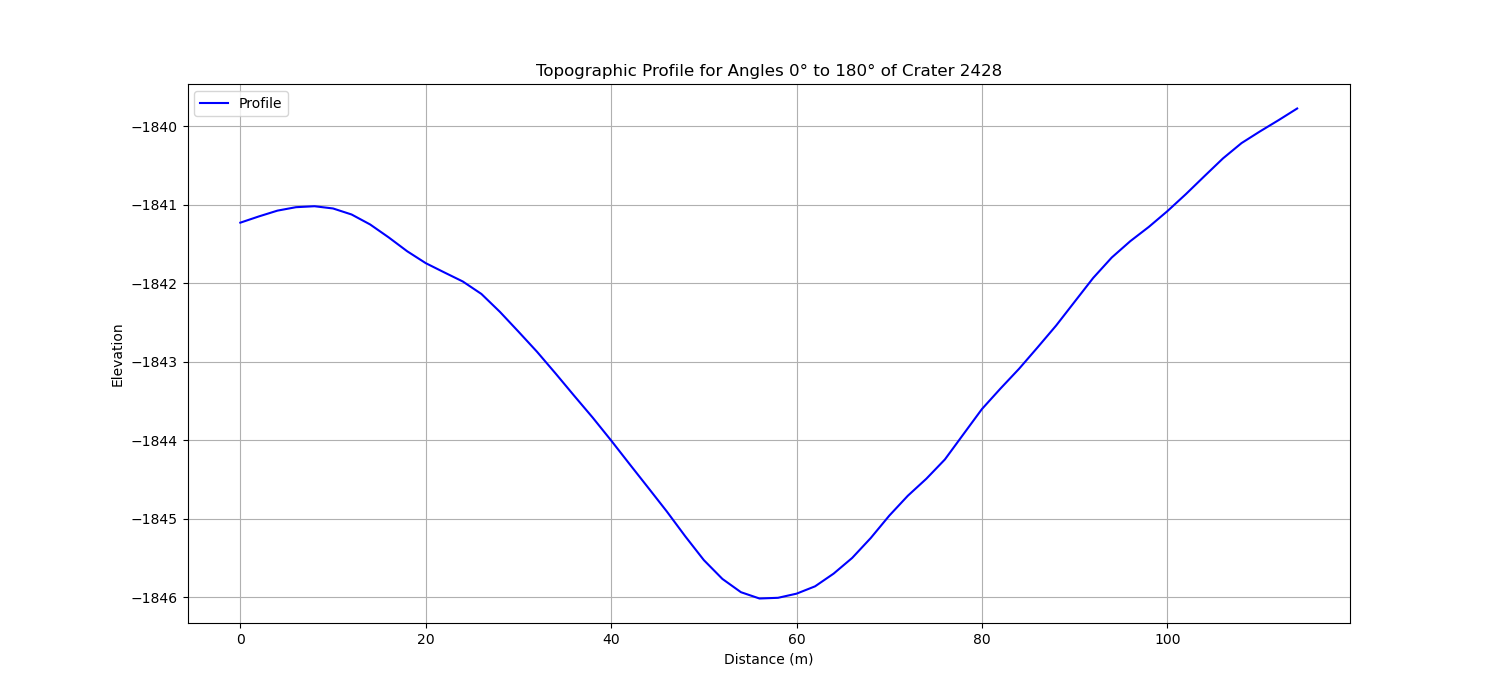 Topographic Profile for Angles 0° to 180° of Crater 2428
Profile
−1840
−1841
−1842
−1843
−1844
−1845
−1846
Elevation
0 20 40 60 80 100
Distance (m)